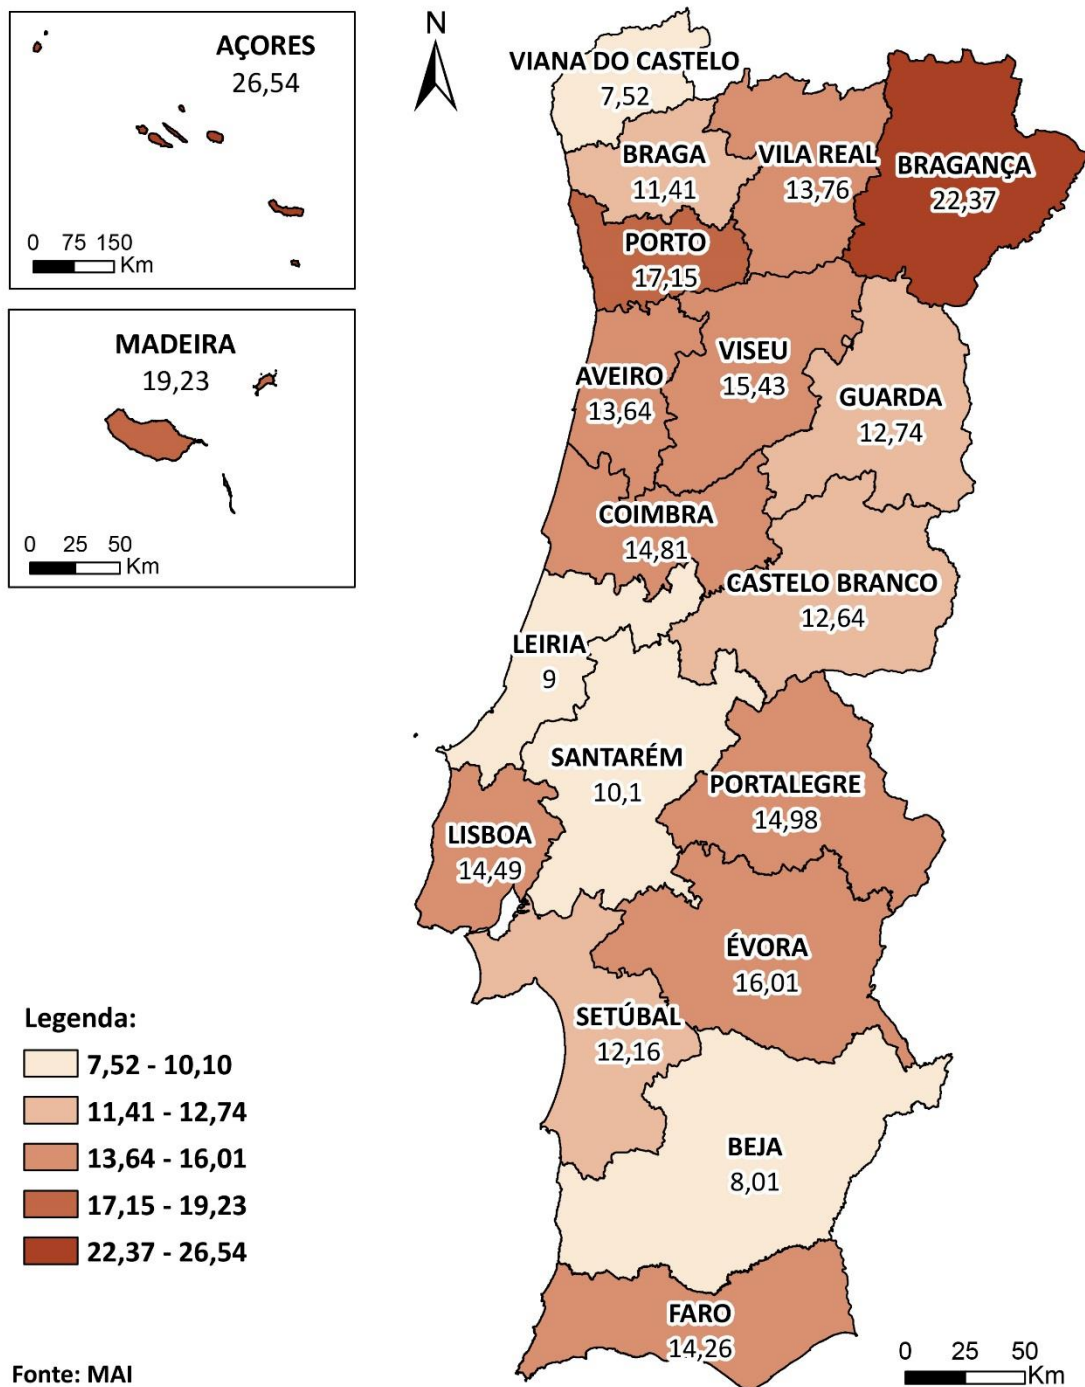 AÇORES
26,54
0 75 150
Km
MADEIRA
19,23
0 25 50
Km
N
VIANA DO CASTELO
7,52
BRAGA
11,41
VILA REAL
13,76
BRAGANÇA
22,37
PORTO
17,15
AVEIRO
13,64
VISEU
15,43
GUARDA
12,74
COIMBRA
14,81
CASTELO BRANCO
12,64
LEIRIA
9
SANTARÉM
10,1
PORTALEGRE
14,98
LISBOA
14,49
ÉVORA
16,01
SETÚBAL
12,16
BEJA
8,01
FARO
14,26
Legenda:
7,52 - 10,10
11,41 - 12,74
13,64 - 16,01
17,15 - 19,23
22,37 - 26,54
Fonte: MAI
0 25 50
Km